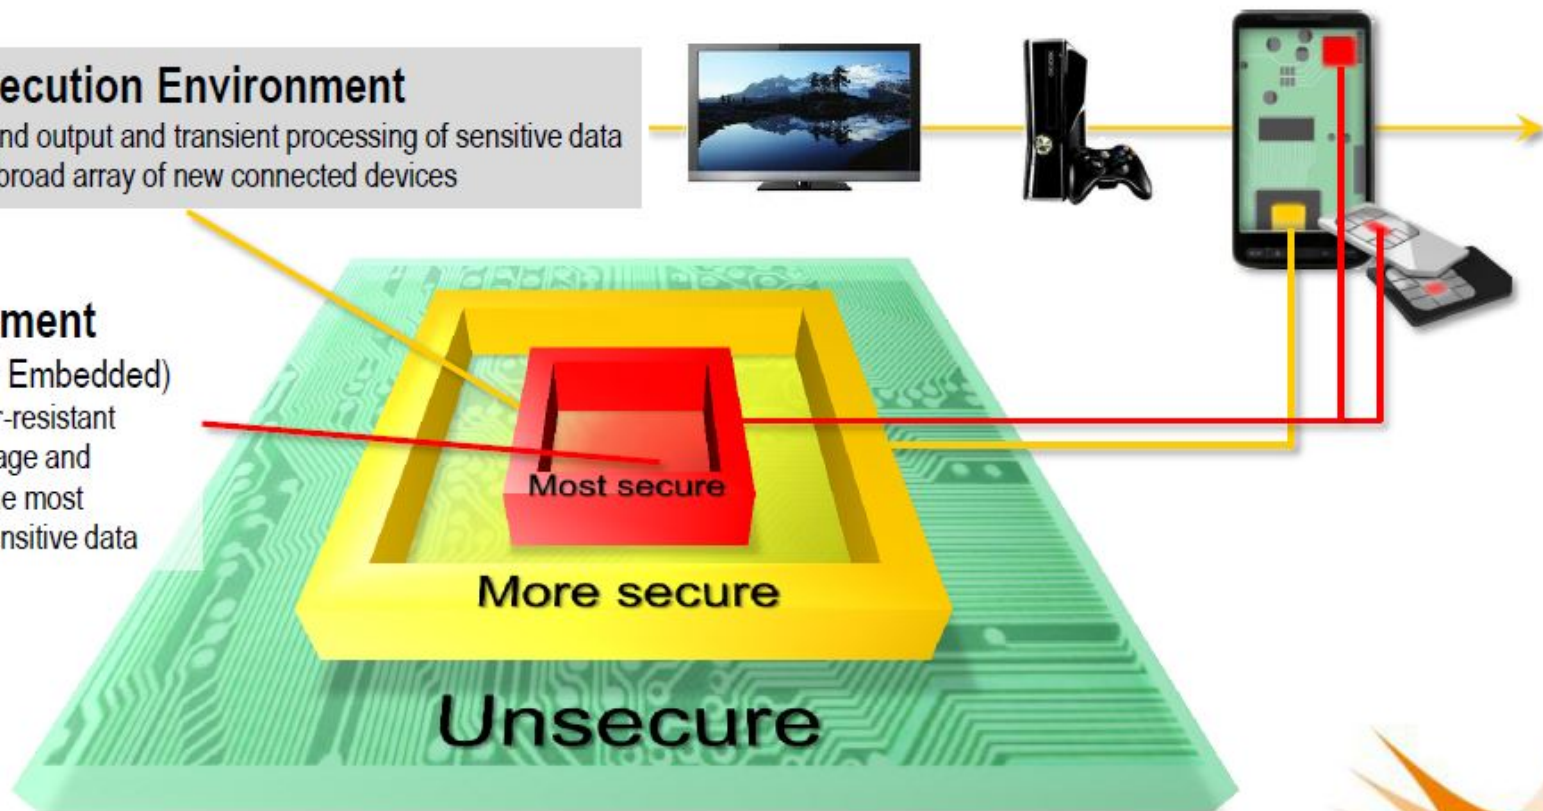 ecution Environment
nd output and transient processing of sensitive data
broad array of new connected devices
ment
Embedded)
r-resistant
age and
e most
nsitive data
Most secure
More secure
Unsecure